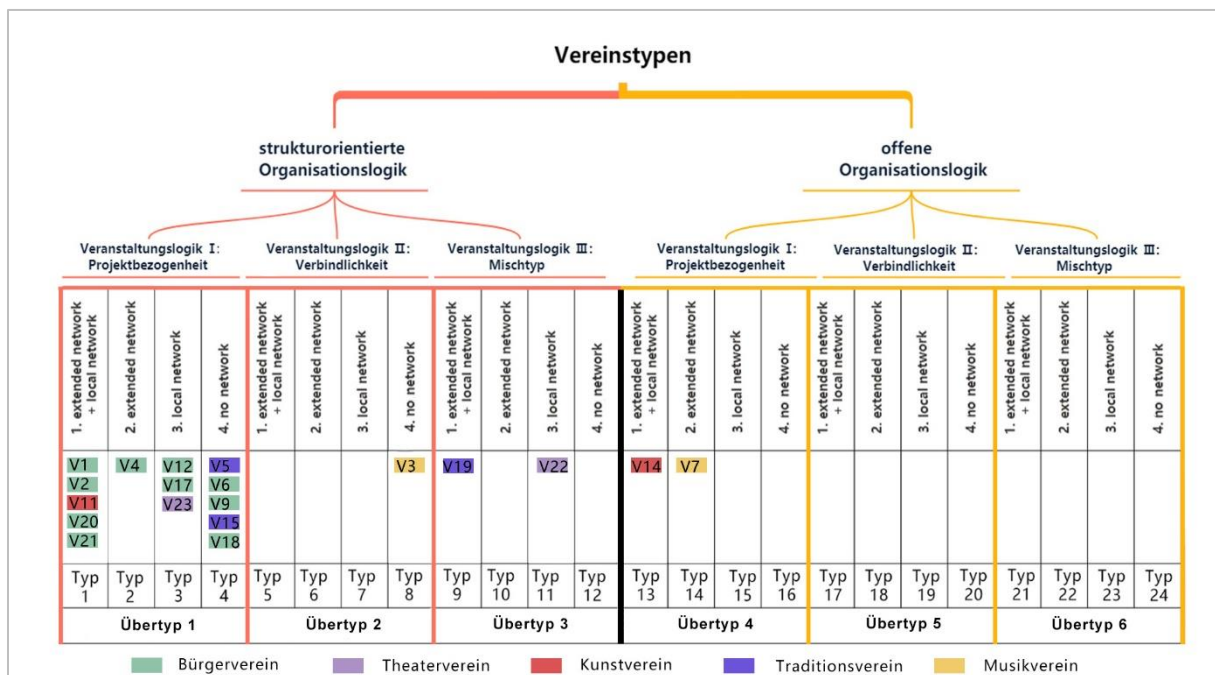 Vereinstypen
strukturorientierte
Organisationslogik
offene
Organisationslogik
Veranstaltungslogik I:
Projektbezogenheit
Veranstaltungslogik II:
Verbindlichkeit
Veranstaltungslogik III:
Mischtyp
Veranstaltungslogik I:
Projektbezogenheit
Veranstaltungslogik II:
Verbindlichkeit
Veranstaltungslogik III:
Mischtyp
1. extended network
+ local network
2. extended network
3. local network
4. no network
1. extended network
+ local network
2. extended network
3. local network
4. no network
1. extended network
+ local network
2. extended network
3. local network
4. no network
1. extended network
+ local network
2. extended network
3. local network
4. no network
1. extended network
+ local network
2. extended network
3. local network
4. no network
1. extended network
+ local network
2. extended network
3. local network
4. no network
V1 V4 V12 V5 V3 V19 V22 V14 V7
V2 V17 V6
V11 V23 V9
V20 V15
V21 V18
Typ Typ Typ Typ Typ Typ Typ Typ Typ Typ Typ Typ Typ Typ Typ Typ Typ Typ Typ Typ Typ Typ Typ Typ
1 2 3 4 5 6 7 8 9 10 11 12 13 14 15 16 17 18 19 20 21 22 23 24
Übertyp 1 Übertyp 2 Übertyp 3 Übertyp 4 Übertyp 5 Übertyp 6
Bürgerverein Theaterverein Kunstverein Traditionsverein Musikverein